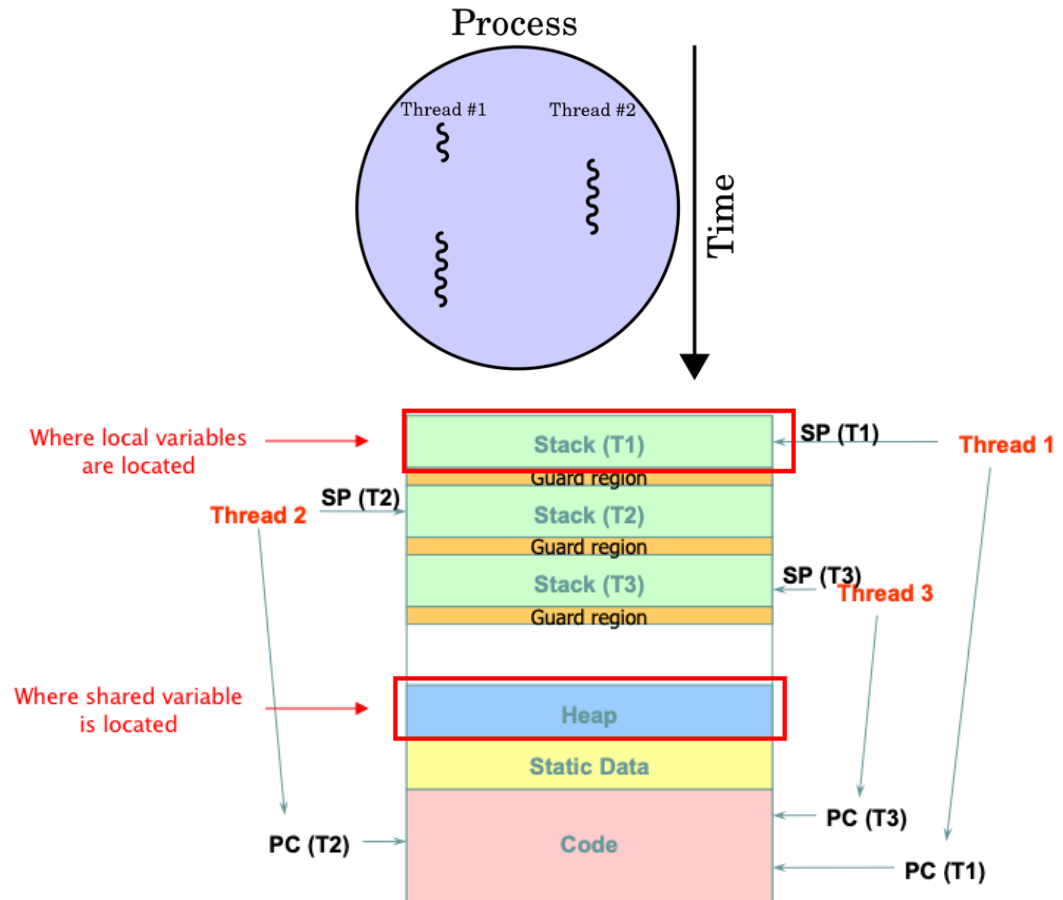 Process
Thread #1
Thread #2
Time
Where local variables
are located
Stack (T1)
SP (T1)
Thread 1
Guard region
SP (T2)
Thread 2
Stack (T2)
Guard region
Stack (T3)
SP (T3)
Thread 3
Guard region
Where shared variable
is located
Heap
Static Data
PC (T3)
PC (T2)
Code
PC (T1)